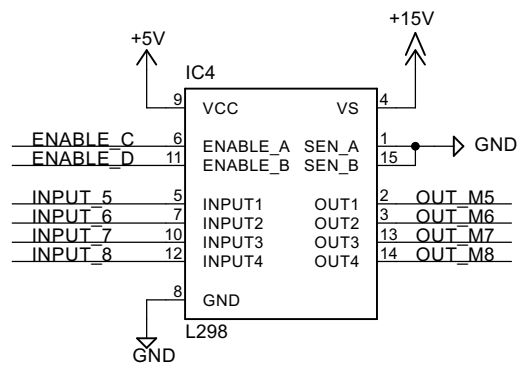 +15V
+5V
IC4
9 VCC VS 4
ENABLE_C 6 ENABLE_A SEN_A 1 GND
ENABLE_D 11 ENABLE_B SEN_B 15
INPUT_5 5 INPUT1 OUT1 2 OUT_M5
INPUT_6 7 INPUT2 OUT2 3 OUT_M6
INPUT_7 10 INPUT3 OUT3 13 OUT_M7
INPUT_8 12 INPUT4 OUT4 14 OUT_M8
8 GND
L298
GND